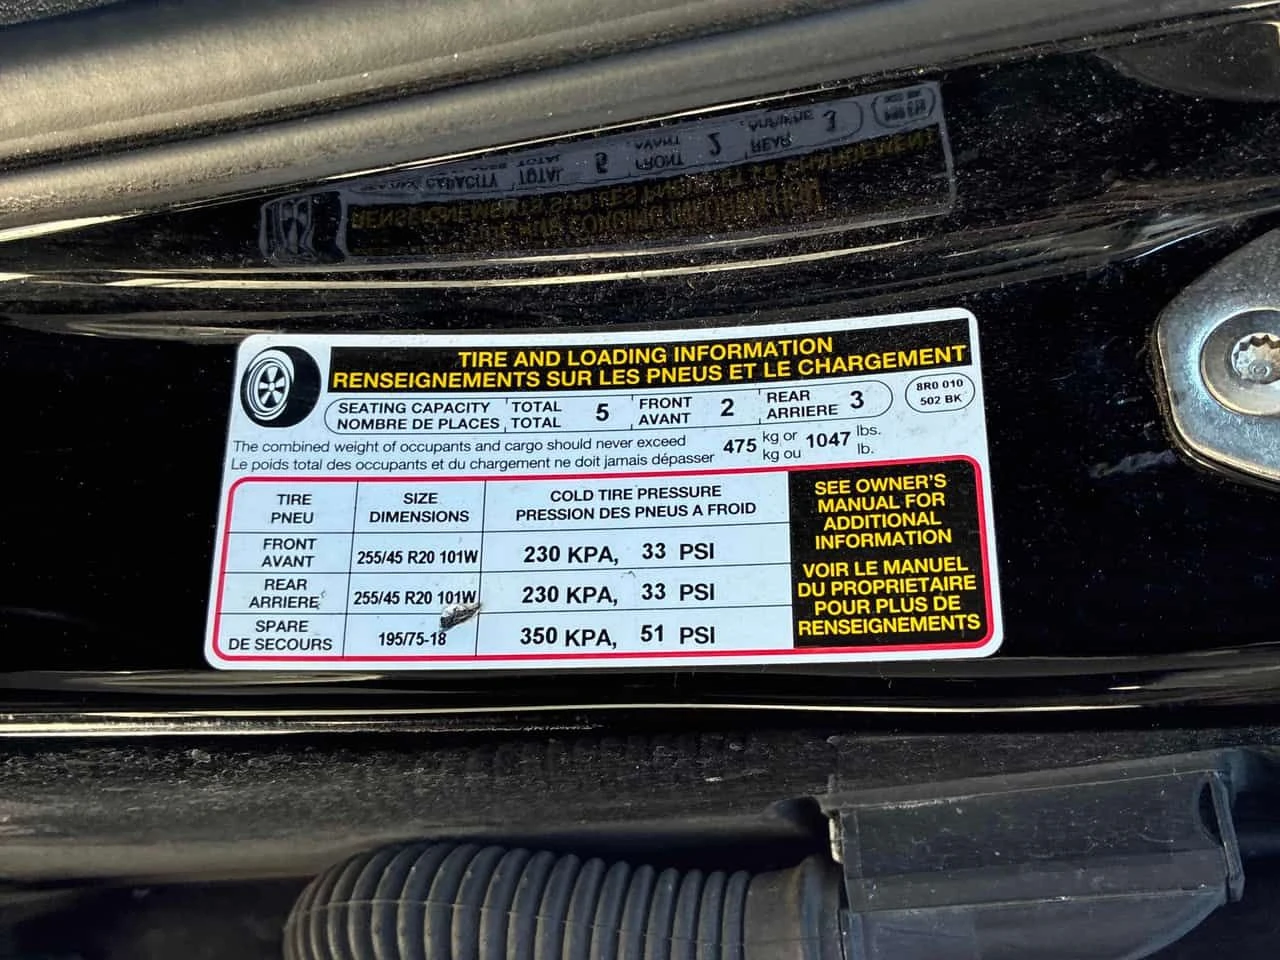 TIRE AND LOADING INFORMATION
RENSEIGNEMENTS SUR LES PNEUS ET LE CHARGEMENT
SEATING CAPACITY TOTAL 5 FRONT 2 REAR 3
NOMBRE DE PLACES TOTAL AVANT ARRIERE
8R0 010
502 BK
The combined weight of occupants and cargo should never exceed 475 kg or 1047 lbs.
Le poids total des occupants et du chargement ne doit jamais dépasser kg ou lb.
TIRE SIZE COLD TIRE PRESSURE
PNEU DIMENSIONS PRESSION DES PNEUS A FROID
FRONT
AVANT 255/45 R20 101W 230 KPA, 33 PSI
REAR
ARRIERE 255/45 R20 101W 230 KPA, 33 PSI
SPARE
DE SECOURS 195/75-18 350 KPA, 51 PSI
SEE OWNER'S
MANUAL FOR
ADDITIONAL
INFORMATION
VOIR LE MANUEL
DU PROPRIETAIRE
POUR PLUS DE
RENSEIGNEMENTS